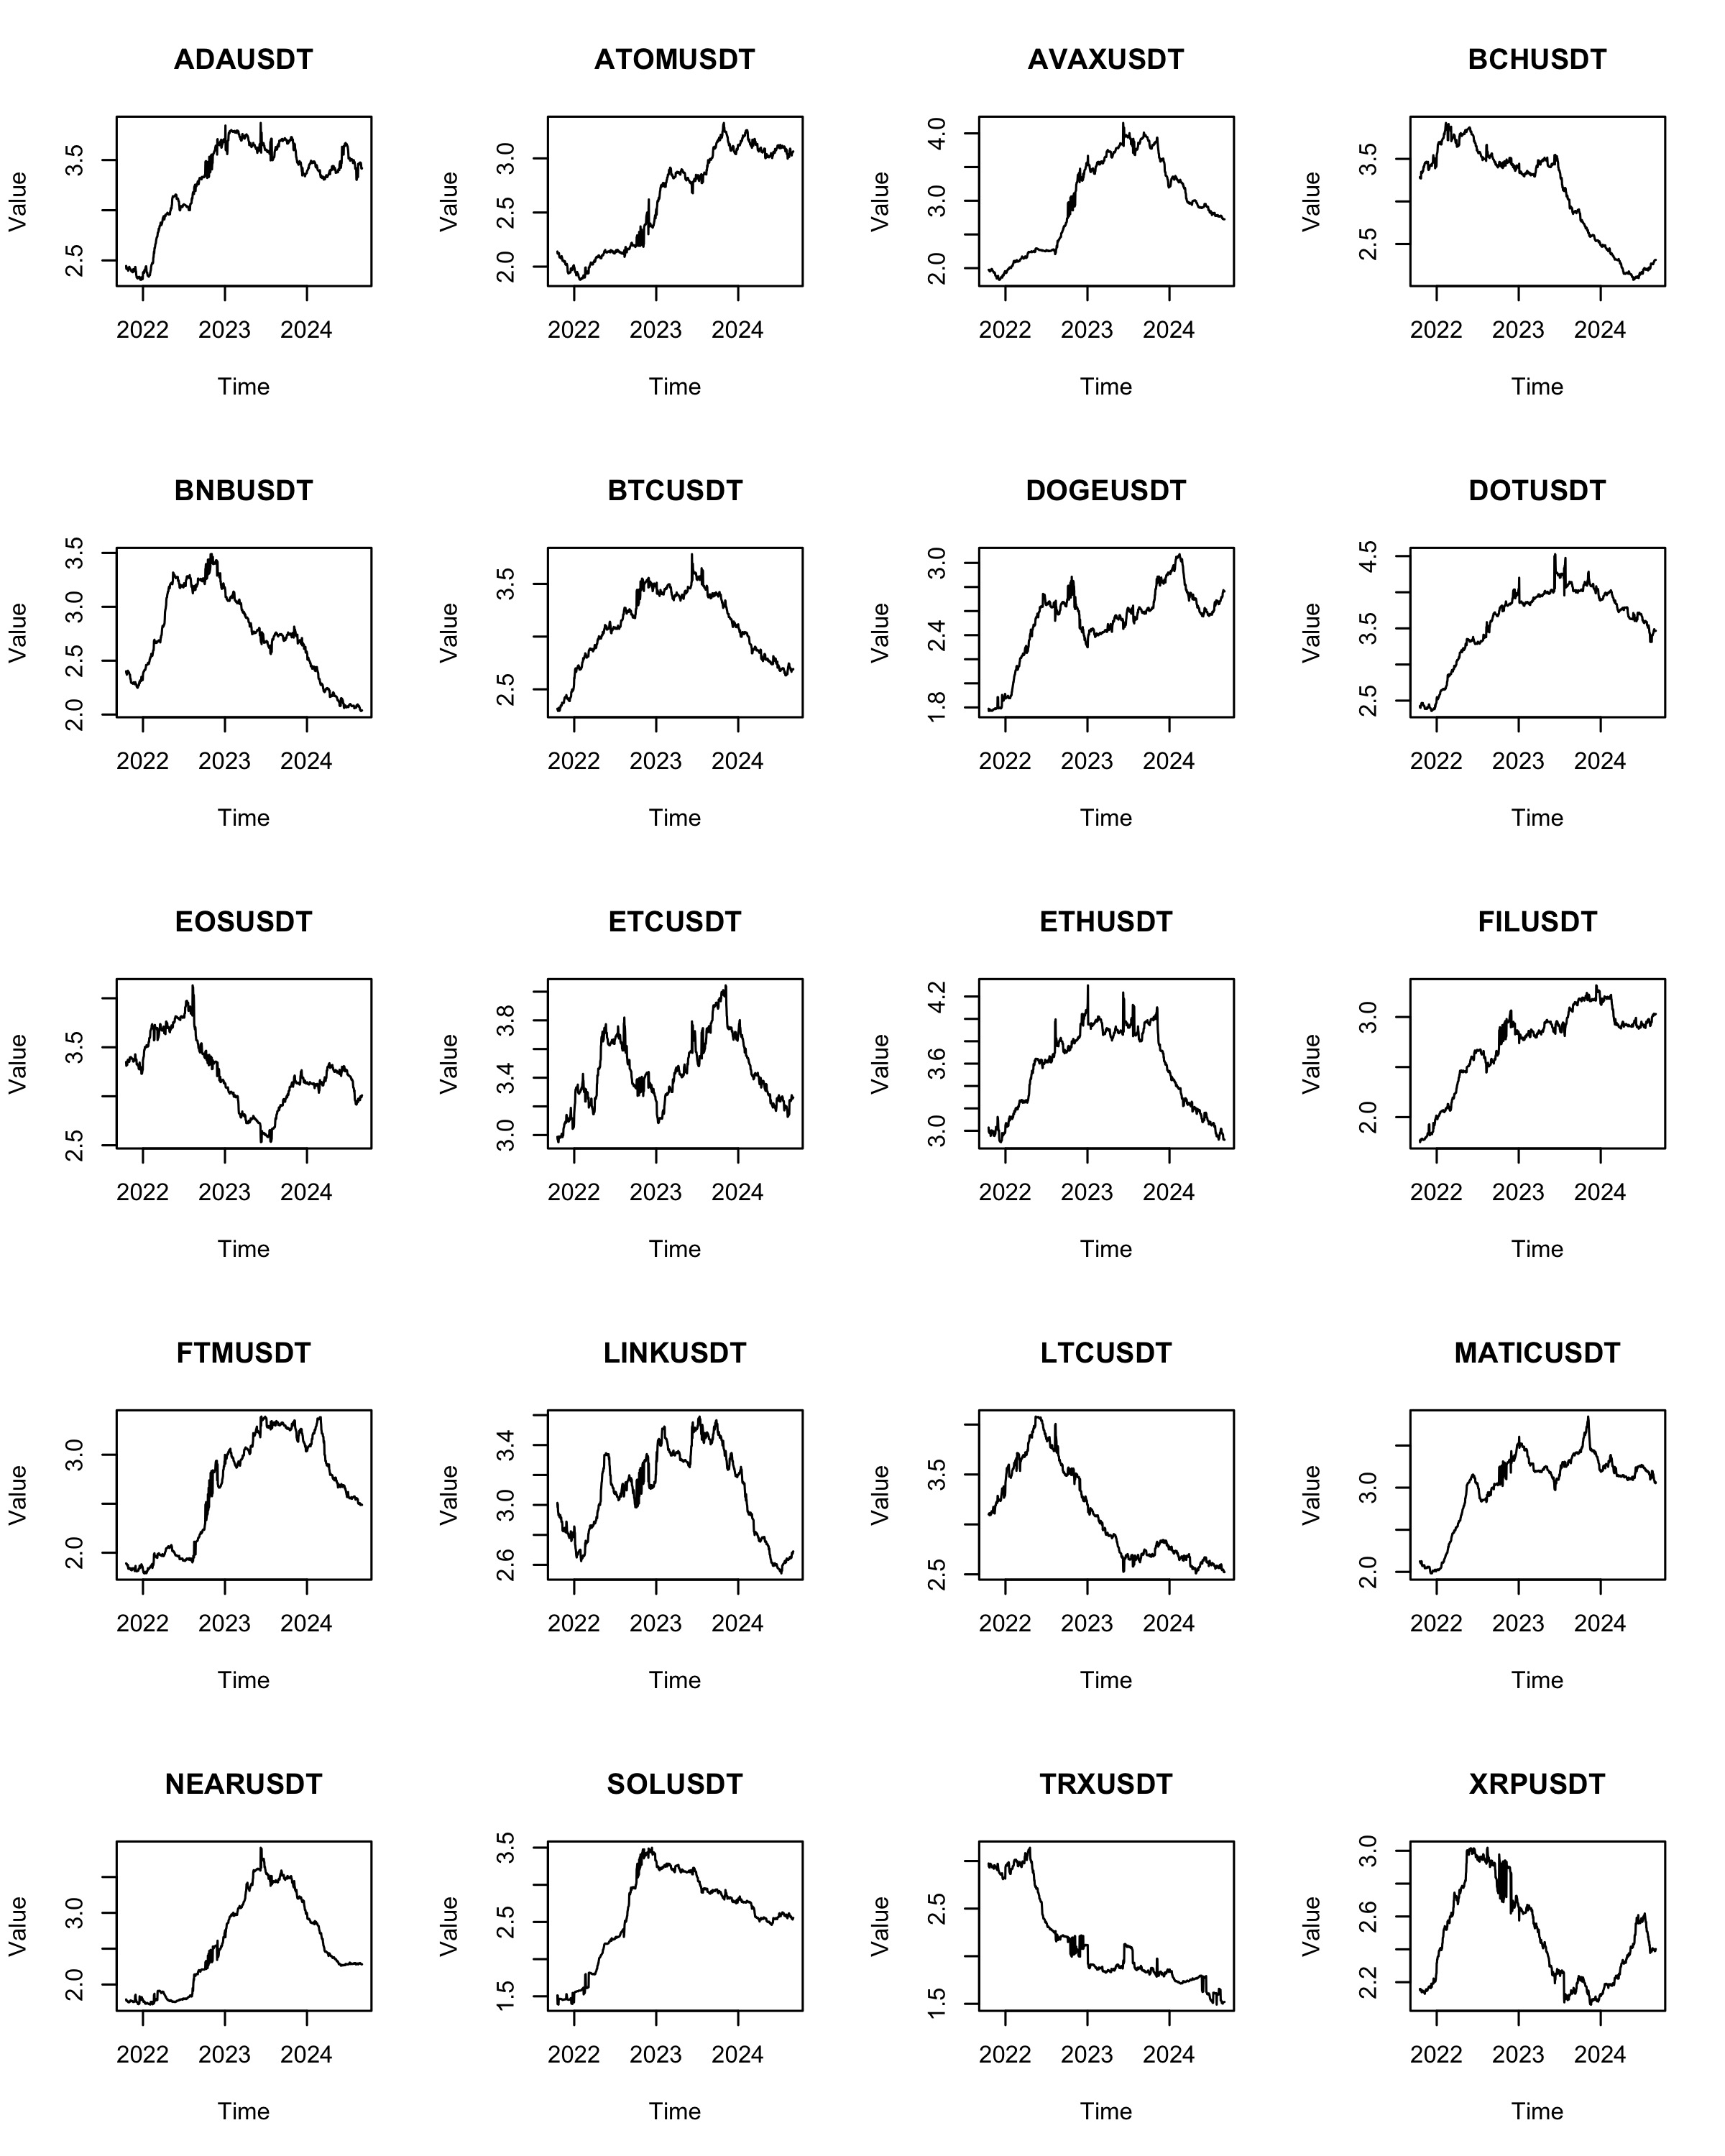 ADAUSDT
Value
3.5
2.5
2022 2023 2024
Time
ATOMUSDT
Value
3.0
2.5
2.0
2022 2023 2024
Time
AVAXUSDT
Value
4.0
3.0
2.0
2022 2023 2024
Time
BCHUSDT
Value
3.5
2.5
2022 2023 2024
Time
BNBUSDT
Value
3.5
3.0
2.5
2.0
2022 2023 2024
Time
BTCUSDT
Value
3.5
2.5
2022 2023 2024
Time
DOGEUSDT
Value
3.0
2.4
1.8
2022 2023 2024
Time
DOTUSDT
Value
4.5
3.5
2.5
2022 2023 2024
Time
EOSUSDT
Value
3.5
2.5
2022 2023 2024
Time
ETCUSDT
Value
3.8
3.4
3.0
2022 2023 2024
Time
ETHUSDT
Value
4.2
3.6
3.0
2022 2023 2024
Time
FILUSDT
Value
3.0
2.0
2022 2023 2024
Time
FTMUSDT
Value
3.0
2.0
2022 2023 2024
Time
LINKUSDT
Value
3.4
3.0
2.6
2022 2023 2024
Time
LTCUSDT
Value
3.5
2.5
2022 2023 2024
Time
MATICUSDT
Value
3.0
2.0
2022 2023 2024
Time
NEARUSDT
Value
3.0
2.0
2022 2023 2024
Time
SOLUSDT
Value
3.5
2.5
1.5
2022 2023 2024
Time
TRXUSDT
Value
2.5
1.5
2022 2023 2024
Time
XRPUSDT
Value
3.0
2.6
2.2
2022 2023 2024
Time